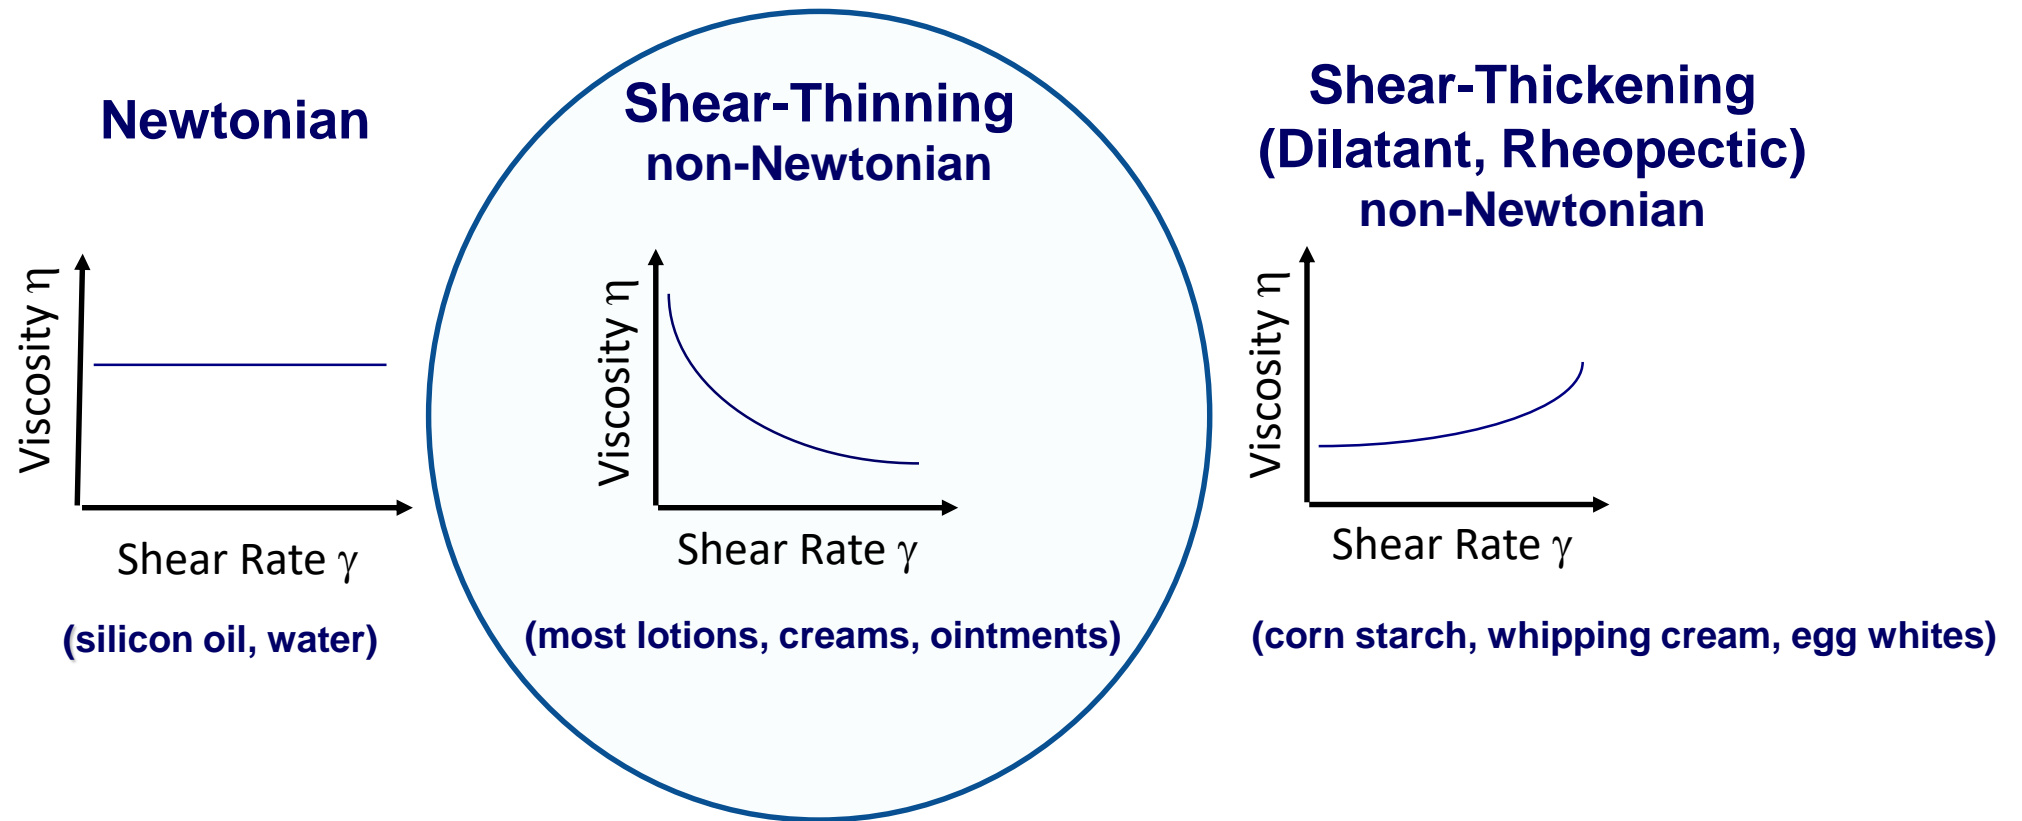 Newtonian
Viscosity η
Shear Rate γ
(silicon oil, water)
Shear-Thinning
non-Newtonian
Viscosity η
Shear Rate γ
(most lotions, creams, ointments)
Shear-Thickening
(Dilatant, Rheopectic)
non-Newtonian
Viscosity η
Shear Rate γ
(corn starch, whipping cream, egg whites)